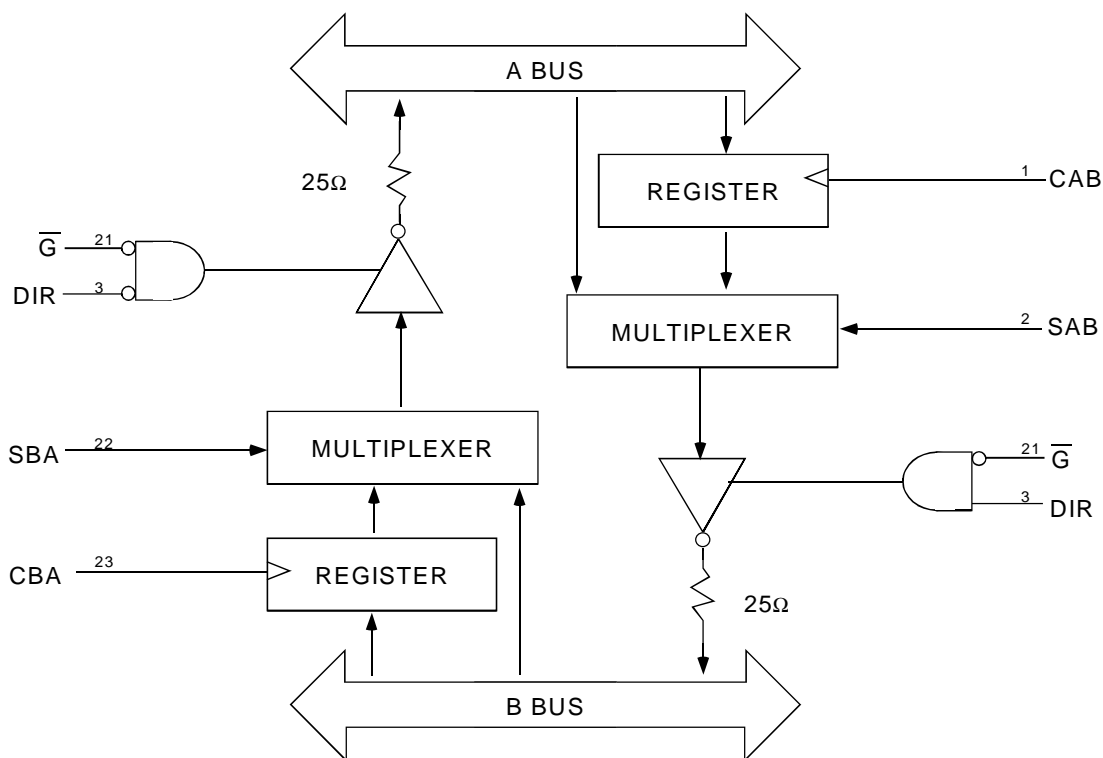 A BUS
25Ω
REGISTER
1
CAB
G̅
21
DIR
3
MULTIPLEXER
2
SAB
SBA
22
MULTIPLEXER
21
G̅
3
DIR
CBA
23
REGISTER
25Ω
B BUS